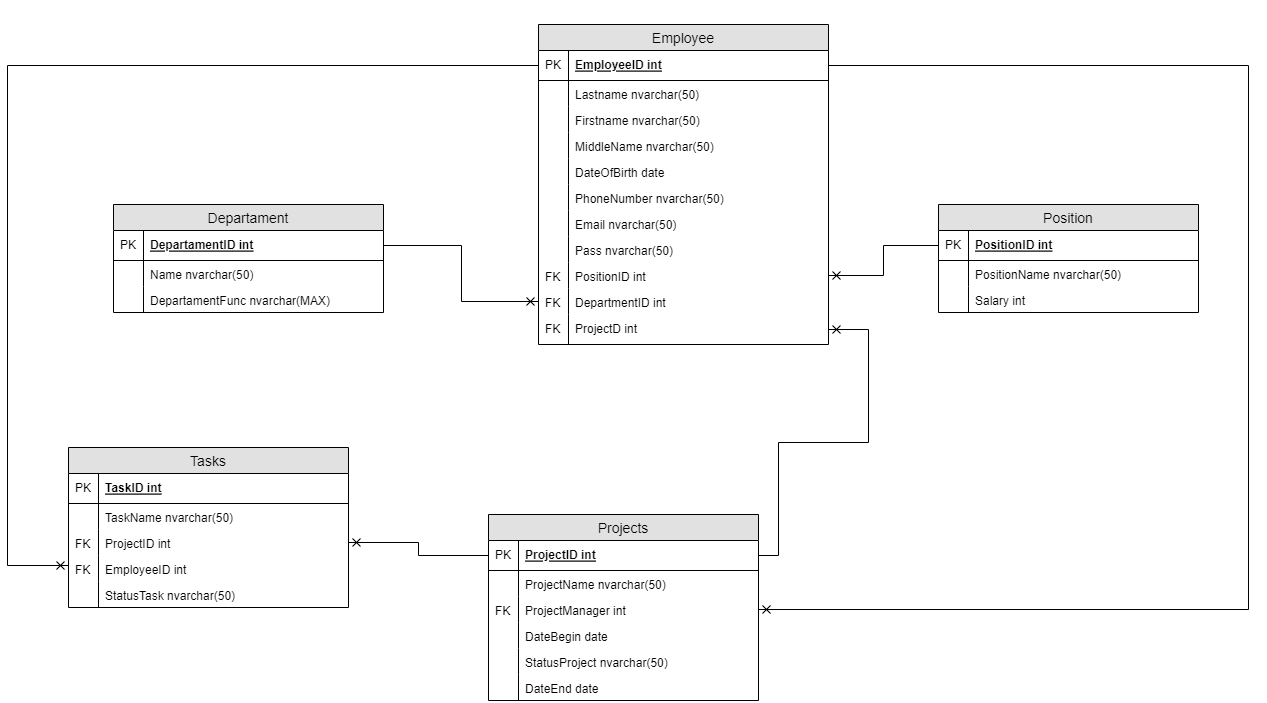 Employee
PK EmployeeID int
Lastname nvarchar(50)
Firstname nvarchar(50)
MiddleName nvarchar(50)
DateOfBirth date
PhoneNumber nvarchar(50)
Email nvarchar(50)
Pass nvarchar(50)
FK PositionID int
FK DepartmentID int
FK ProjectD int
Departament
PK DepartamentID int
Name nvarchar(50)
DepartamentFunc nvarchar(MAX)
Position
PK PositionID int
PositionName nvarchar(50)
Salary int
Tasks
PK TaskID int
TaskName nvarchar(50)
FK ProjectID int
FK EmployeeID int
StatusTask nvarchar(50)
Projects
PK ProjectID int
ProjectName nvarchar(50)
FK ProjectManager int
DateBegin date
StatusProject nvarchar(50)
DateEnd date